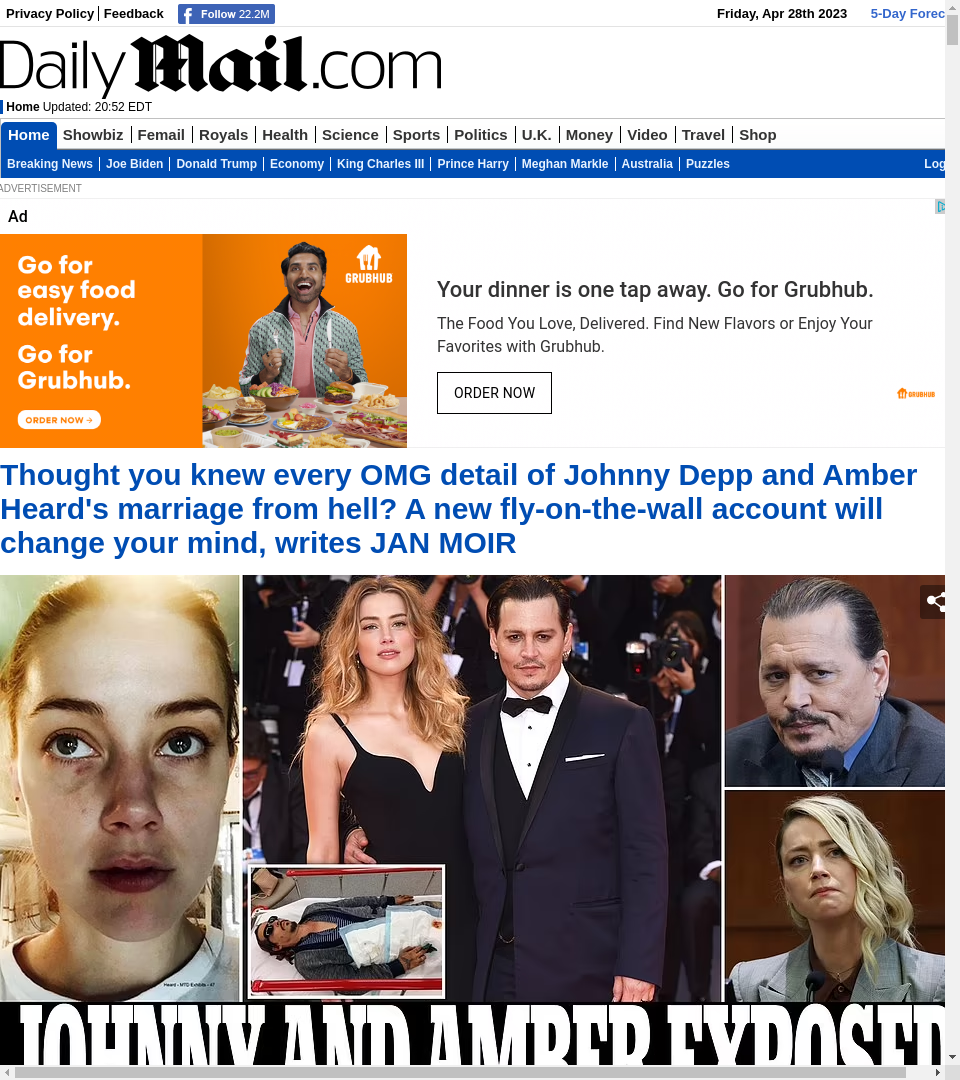 Privacy Policy Feedback Follow 22.2M Friday, Apr 28th 2023 5-Day Forec
Daily Mail.com
Home Updated: 20:52 EDT
Home Showbiz Femail Royals Health Science Sports Politics U.K. Money Video Travel Shop
Breaking News Joe Biden Donald Trump Economy King Charles III Prince Harry Meghan Markle Australia Puzzles Log
ADVERTISEMENT
Ad
Go for
easy food
delivery.
Go for
Grubhub.
ORDER NOW →
GRUBHUB
Your dinner is one tap away. Go for Grubhub.
The Food You Love, Delivered. Find New Flavors or Enjoy Your
Favorites with Grubhub.
ORDER NOW
GRUBHUB
Thought you knew every OMG detail of Johnny Depp and Amber
Heard's marriage from hell? A new fly-on-the-wall account will
change your mind, writes JAN MOIR
Heard - MTD Exhibits - 47
JOHNNY AND AMBER EXPOSED